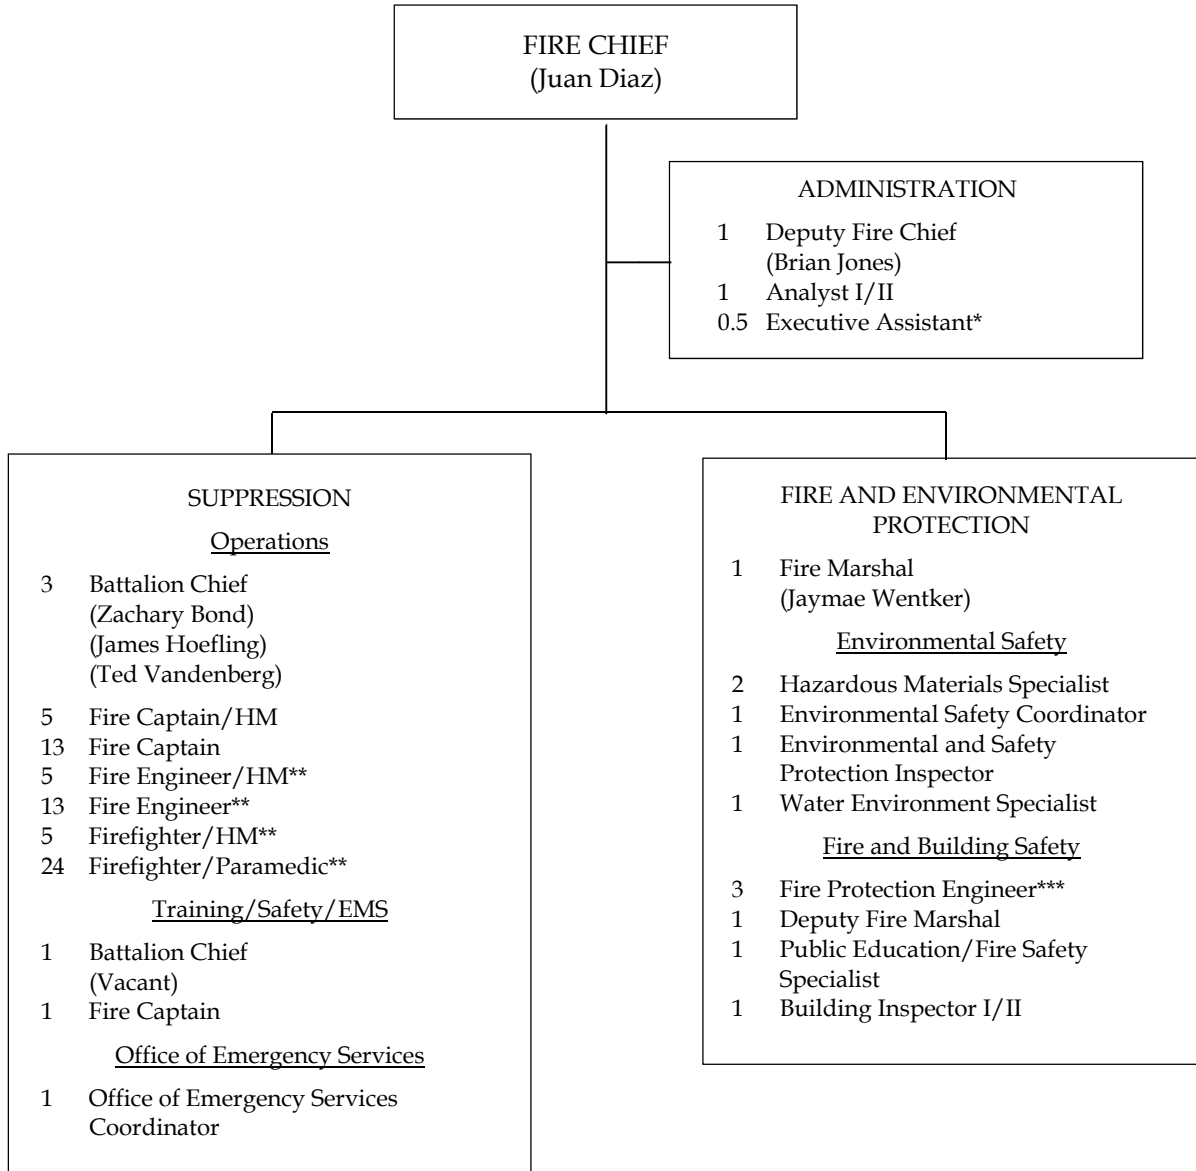 FIRE CHIEF
(Juan Diaz)
ADMINISTRATION
1 Deputy Fire Chief
(Brian Jones)
1 Analyst I/II
0.5 Executive Assistant*
SUPPRESSION
Operations
3 Battalion Chief
(Zachary Bond)
(James Hoefling)
(Ted Vandenberg)
5 Fire Captain/HM
13 Fire Captain
5 Fire Engineer/HM**
13 Fire Engineer**
5 Firefighter/HM**
24 Firefighter/Paramedic**
Training/Safety/EMS
1 Battalion Chief
(Vacant)
1 Fire Captain
Office of Emergency Services
1 Office of Emergency Services
Coordinator
FIRE AND ENVIRONMENTAL
PROTECTION
1 Fire Marshal
(Jaymae Wentker)
Environmental Safety
2 Hazardous Materials Specialist
1 Environmental Safety Coordinator
1 Environmental and Safety
Protection Inspector
1 Water Environment Specialist
Fire and Building Safety
3 Fire Protection Engineer***
1 Deputy Fire Marshal
1 Public Education/Fire Safety
Specialist
1 Building Inspector I/II